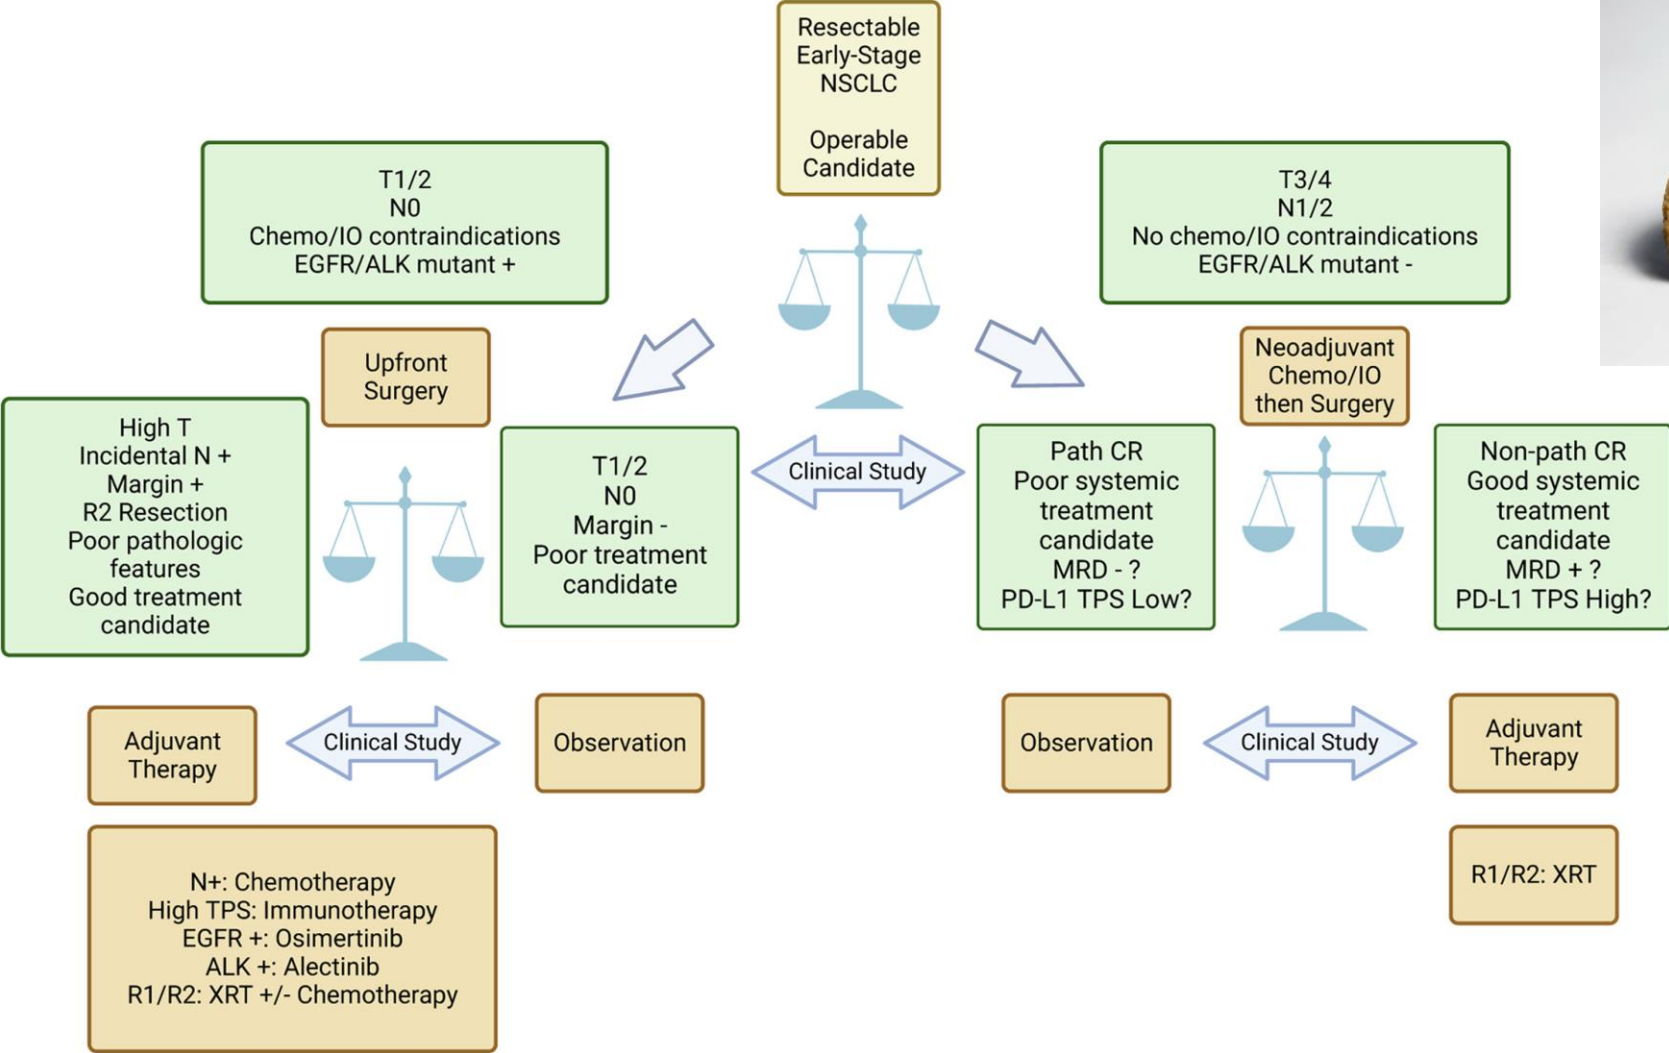 Resectable
Early-Stage
NSCLC
Operable
Candidate
T1/2
N0
Chemo/IO contraindications
EGFR/ALK mutant +
T3/4
N1/2
No chemo/IO contraindications
EGFR/ALK mutant -
Upfront
Surgery
Neoadjuvant
Chemo/IO
then Surgery
High T
Incidental N +
Margin +
R2 Resection
Poor pathologic
features
Good treatment
candidate
T1/2
N0
Margin -
Poor treatment
candidate
Clinical Study
Path CR
Poor systemic
treatment
candidate
MRD - ?
PD-L1 TPS Low?
Non-path CR
Good systemic
treatment
candidate
MRD + ?
PD-L1 TPS High?
Adjuvant
Therapy
Clinical Study
Observation
Observation
Clinical Study
Adjuvant
Therapy
N+: Chemotherapy
High TPS: Immunotherapy
EGFR +: Osimertinib
ALK +: Alectinib
R1/R2: XRT +/- Chemotherapy
R1/R2: XRT